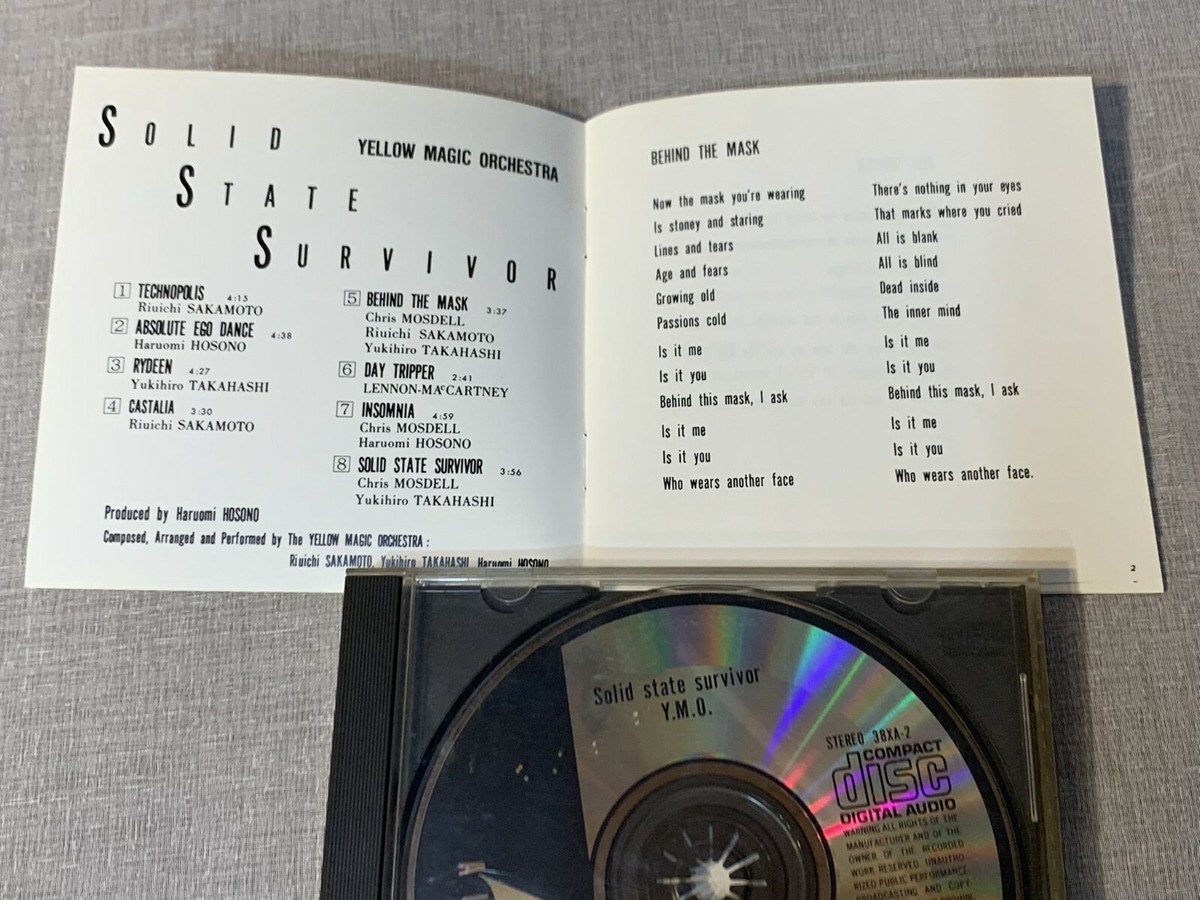 SOLID
STATE
SURVIVOR
YELLOW MAGIC ORCHESTRA
1 TECHNOPOLIS 4:15
Riuichi SAKAMOTO
2 ABSOLUTE EGO DANCE 4:38
Haruomi HOSONO
3 RYDEEN 4:27
Yukihiro TAKAHASHI
4 CASTALIA 3:30
Riuichi SAKAMOTO
5 BEHIND THE MASK 3:37
Chris MOSDELL
Riuichi SAKAMOTO
Yukihiro TAKAHASHI
6 DAY TRIPPER 2:41
LENNON-McCARTNEY
7 INSOMNIA 4:59
Chris MOSDELL
Haruomi HOSONO
8 SOLID STATE SURVIVOR 3:56
Chris MOSDELL
Yukihiro TAKAHASHI
Produced by Haruomi HOSONO
Composed, Arranged and Performed by The YELLOW MAGIC ORCHESTRA :
Riuichi SAKAMOTO, Yukihiro TAKAHASHI, Haruomi HOSONO
BEHIND THE MASK
Now the mask you're wearing
Is stoney and staring
Lines and tears
Age and fears
Growing old
Passions cold
Is it me
Is it you
Behind this mask, I ask
Is it me
Is it you
Who wears another face
There's nothing in your eyes
That marks where you cried
All is blank
All is blind
Dead inside
The inner mind
Is it me
Is it you
Behind this mask, I ask
Is it me
Is it you
Who wears another face.
2
Solid state survivor
Y.M.O.
STEREO 38XA-2
COMPACT
disc
DIGITAL AUDIO
WARNING ALL RIGHTS OF THE
MANUFACTURER AND OF THE
OWNER OF THE RECORDED
WORK RESERVED. UNAUTHO
RIZED PUBLIC PERFORMANCE,
BROADCASTING AND COPY